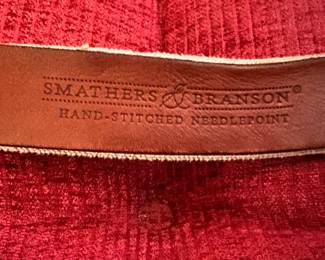 SMATHERS & BRANSON®
HAND-STITCHED NEEDLEPOINT